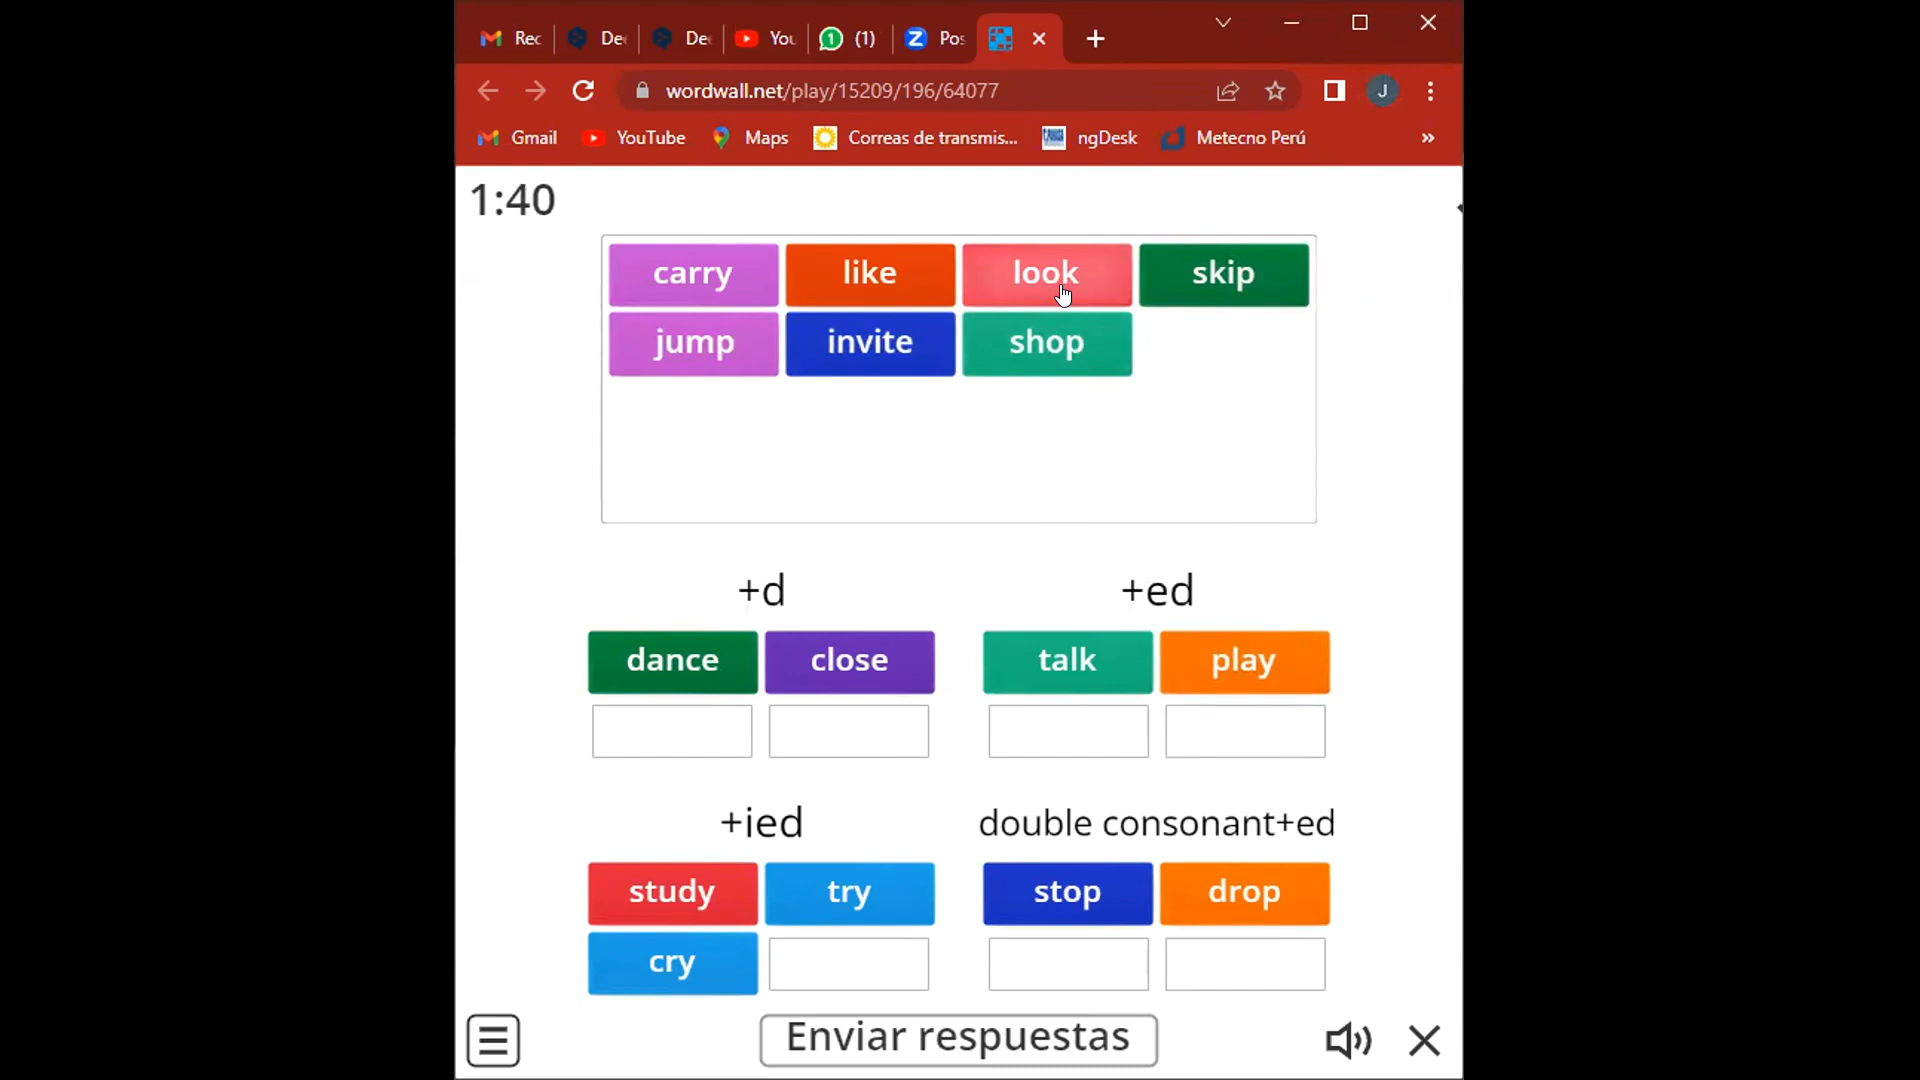 Rec De De You (1) Pos
wordwall.net/play/15209/196/64077 J
Gmail YouTube Maps Correas de transmis... ngDesk Metecno Perú »
1:40
carry like look skip
jump invite shop
+d +ed
dance close talk play
+ied double consonant+ed
study try stop drop
cry
Enviar respuestas